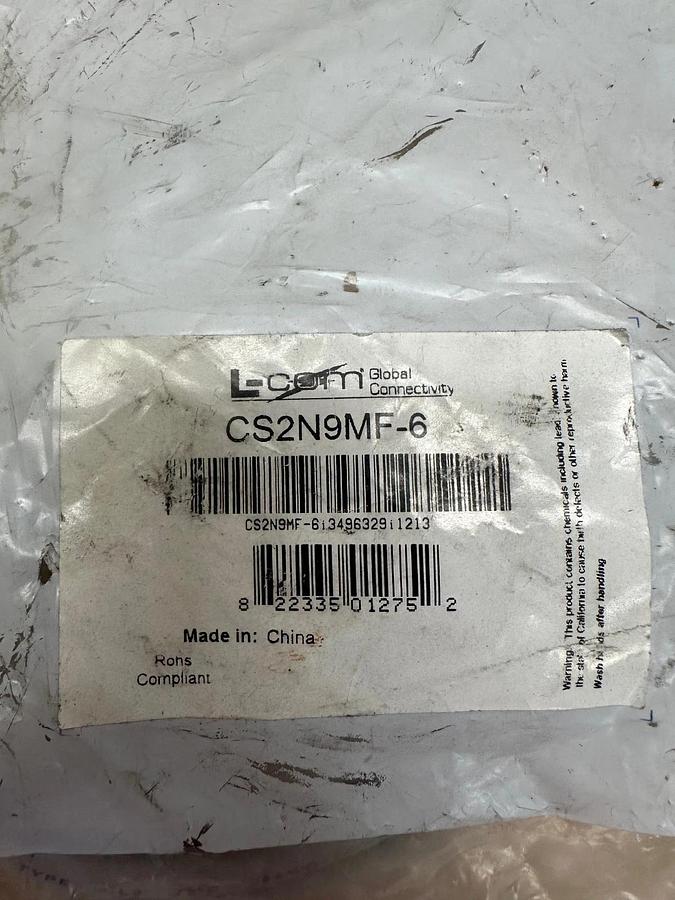 L-com Global
Connectivity
CS2N9MF-6
CS2N9MF-6;3496329;1213
8 22335 01275 2
Made in: China
Rohs
Compliant
Warning: This product contains chemicals including lead, known to
the state of California to cause birth defects or other reproductive harm
Wash hands after handling